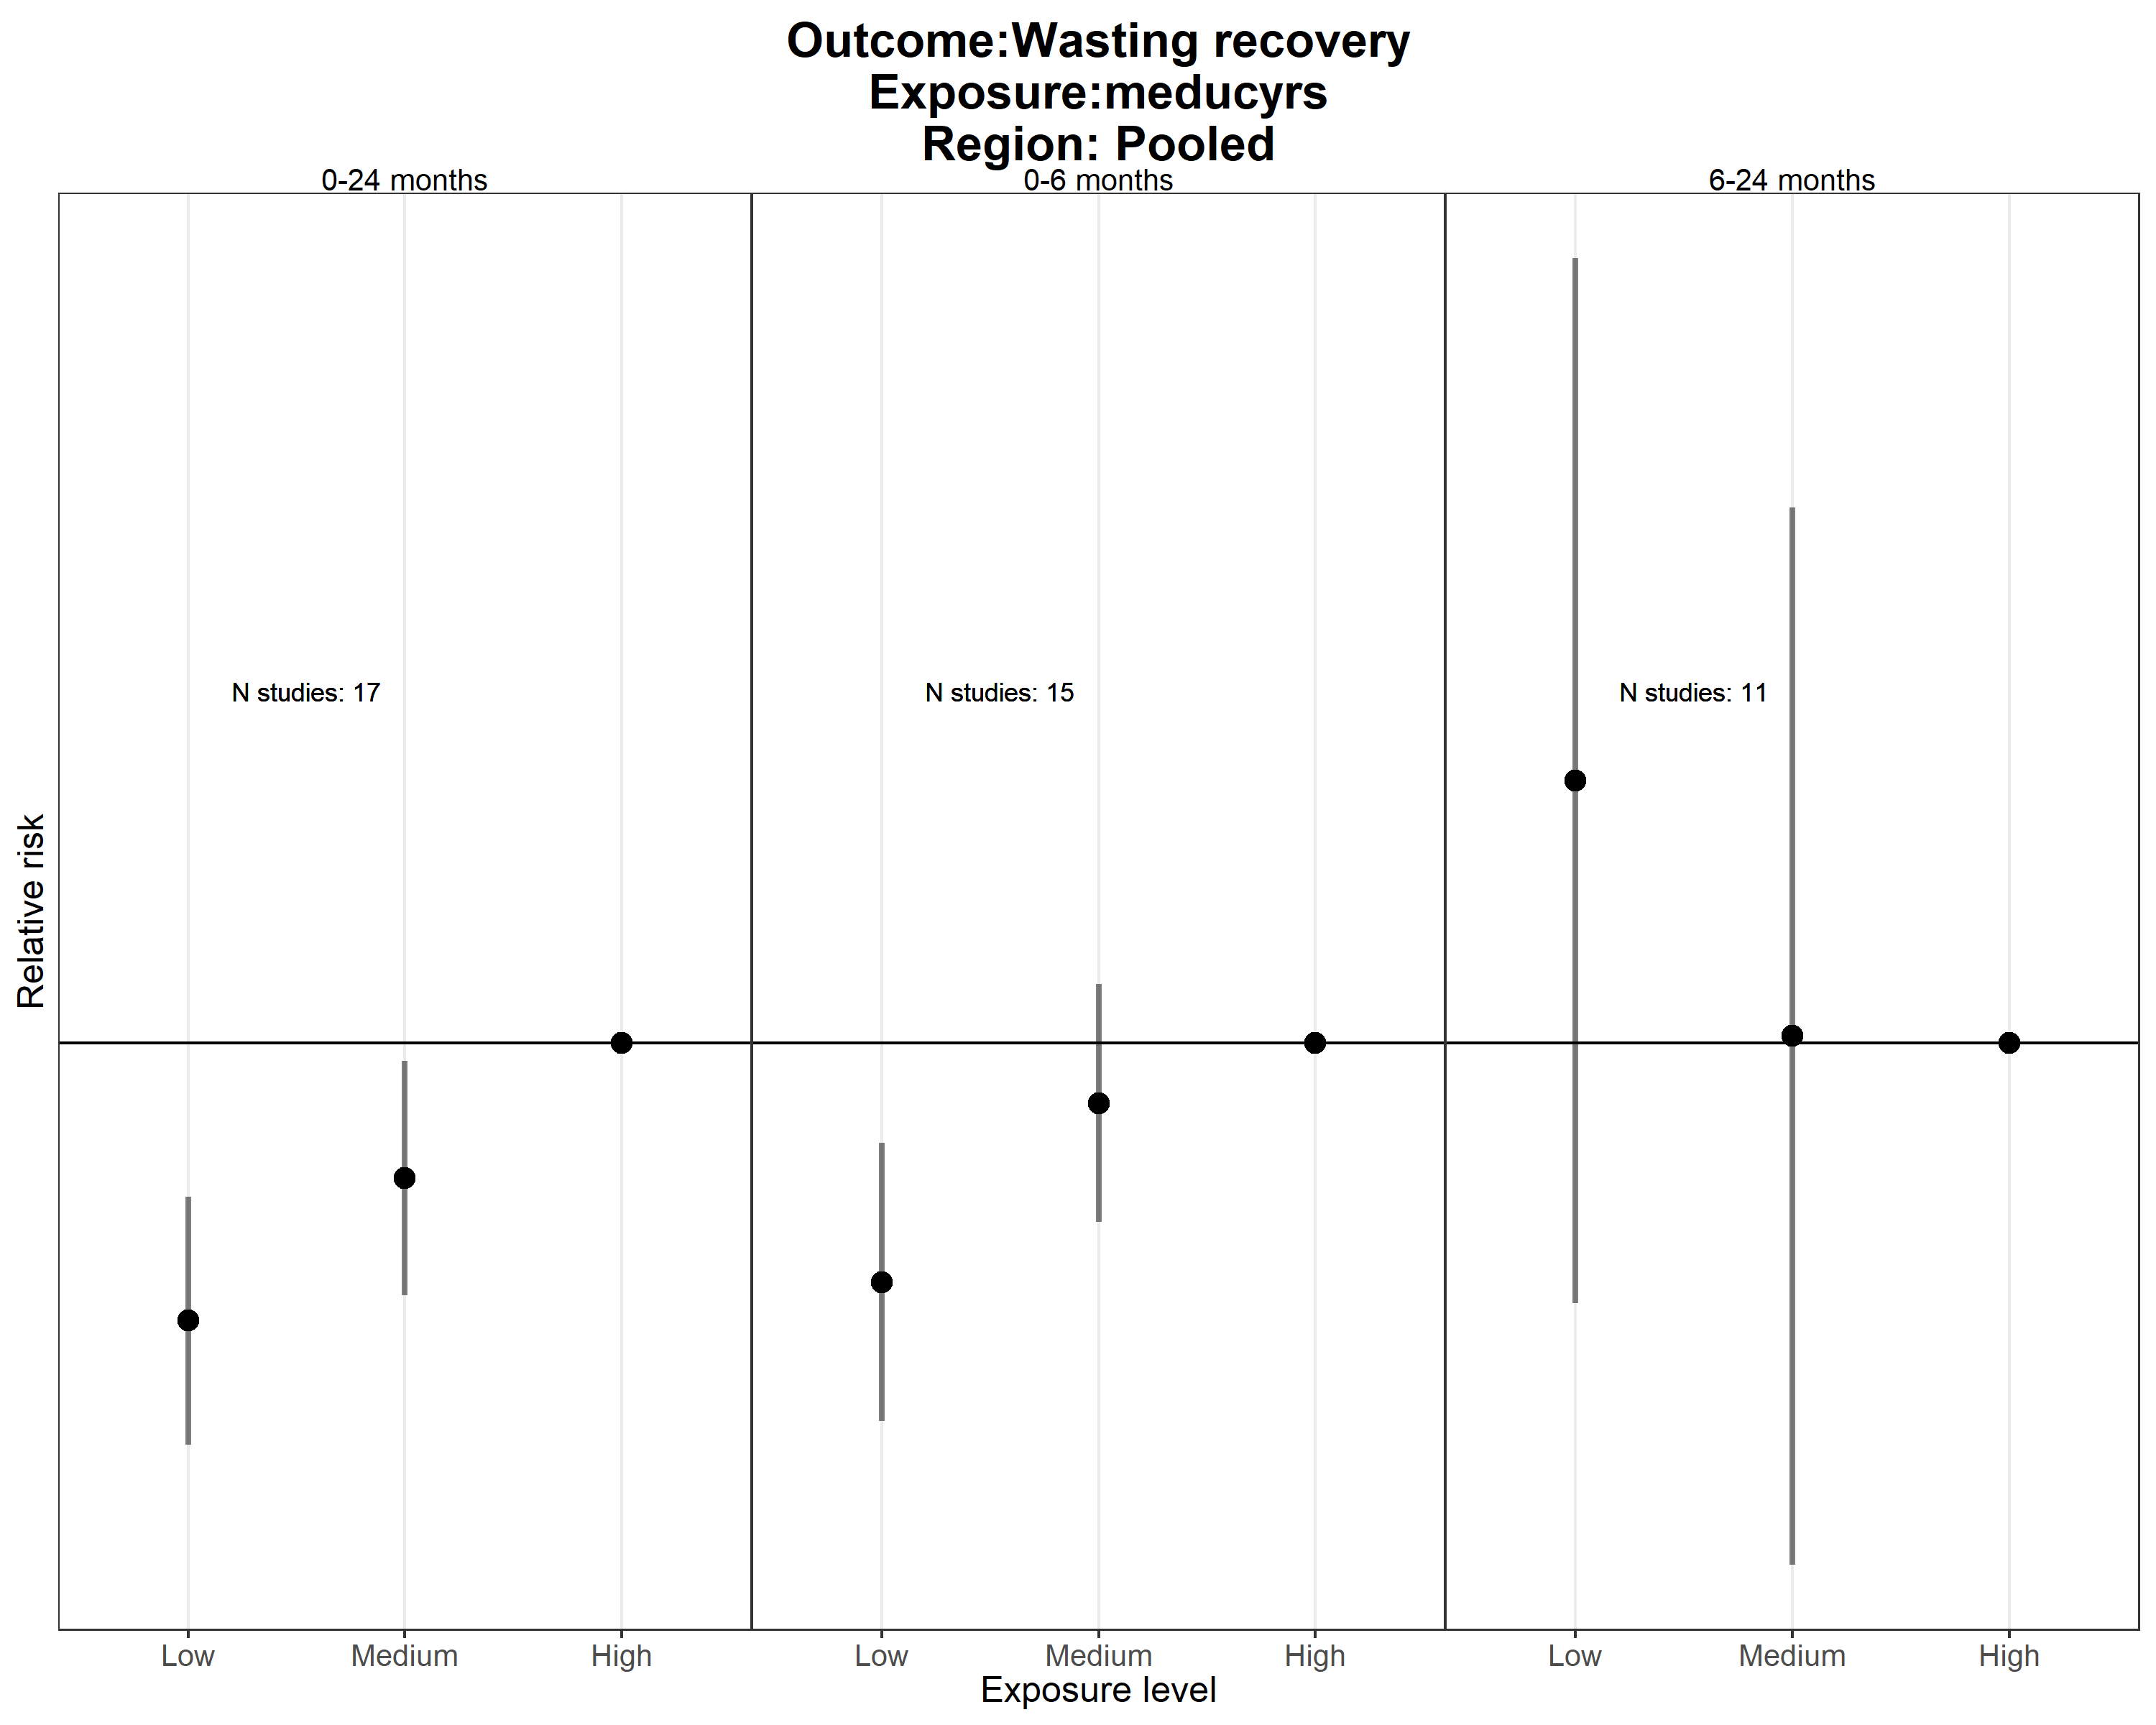 Outcome:Wasting recovery
Exposure:meducyrs
Region: Pooled
0-24 months
0-6 months
6-24 months
N studies: 17
N studies: 15
N studies: 11
Relative risk
Low
Medium
High
Low
Medium
High
Low
Medium
High
Exposure level